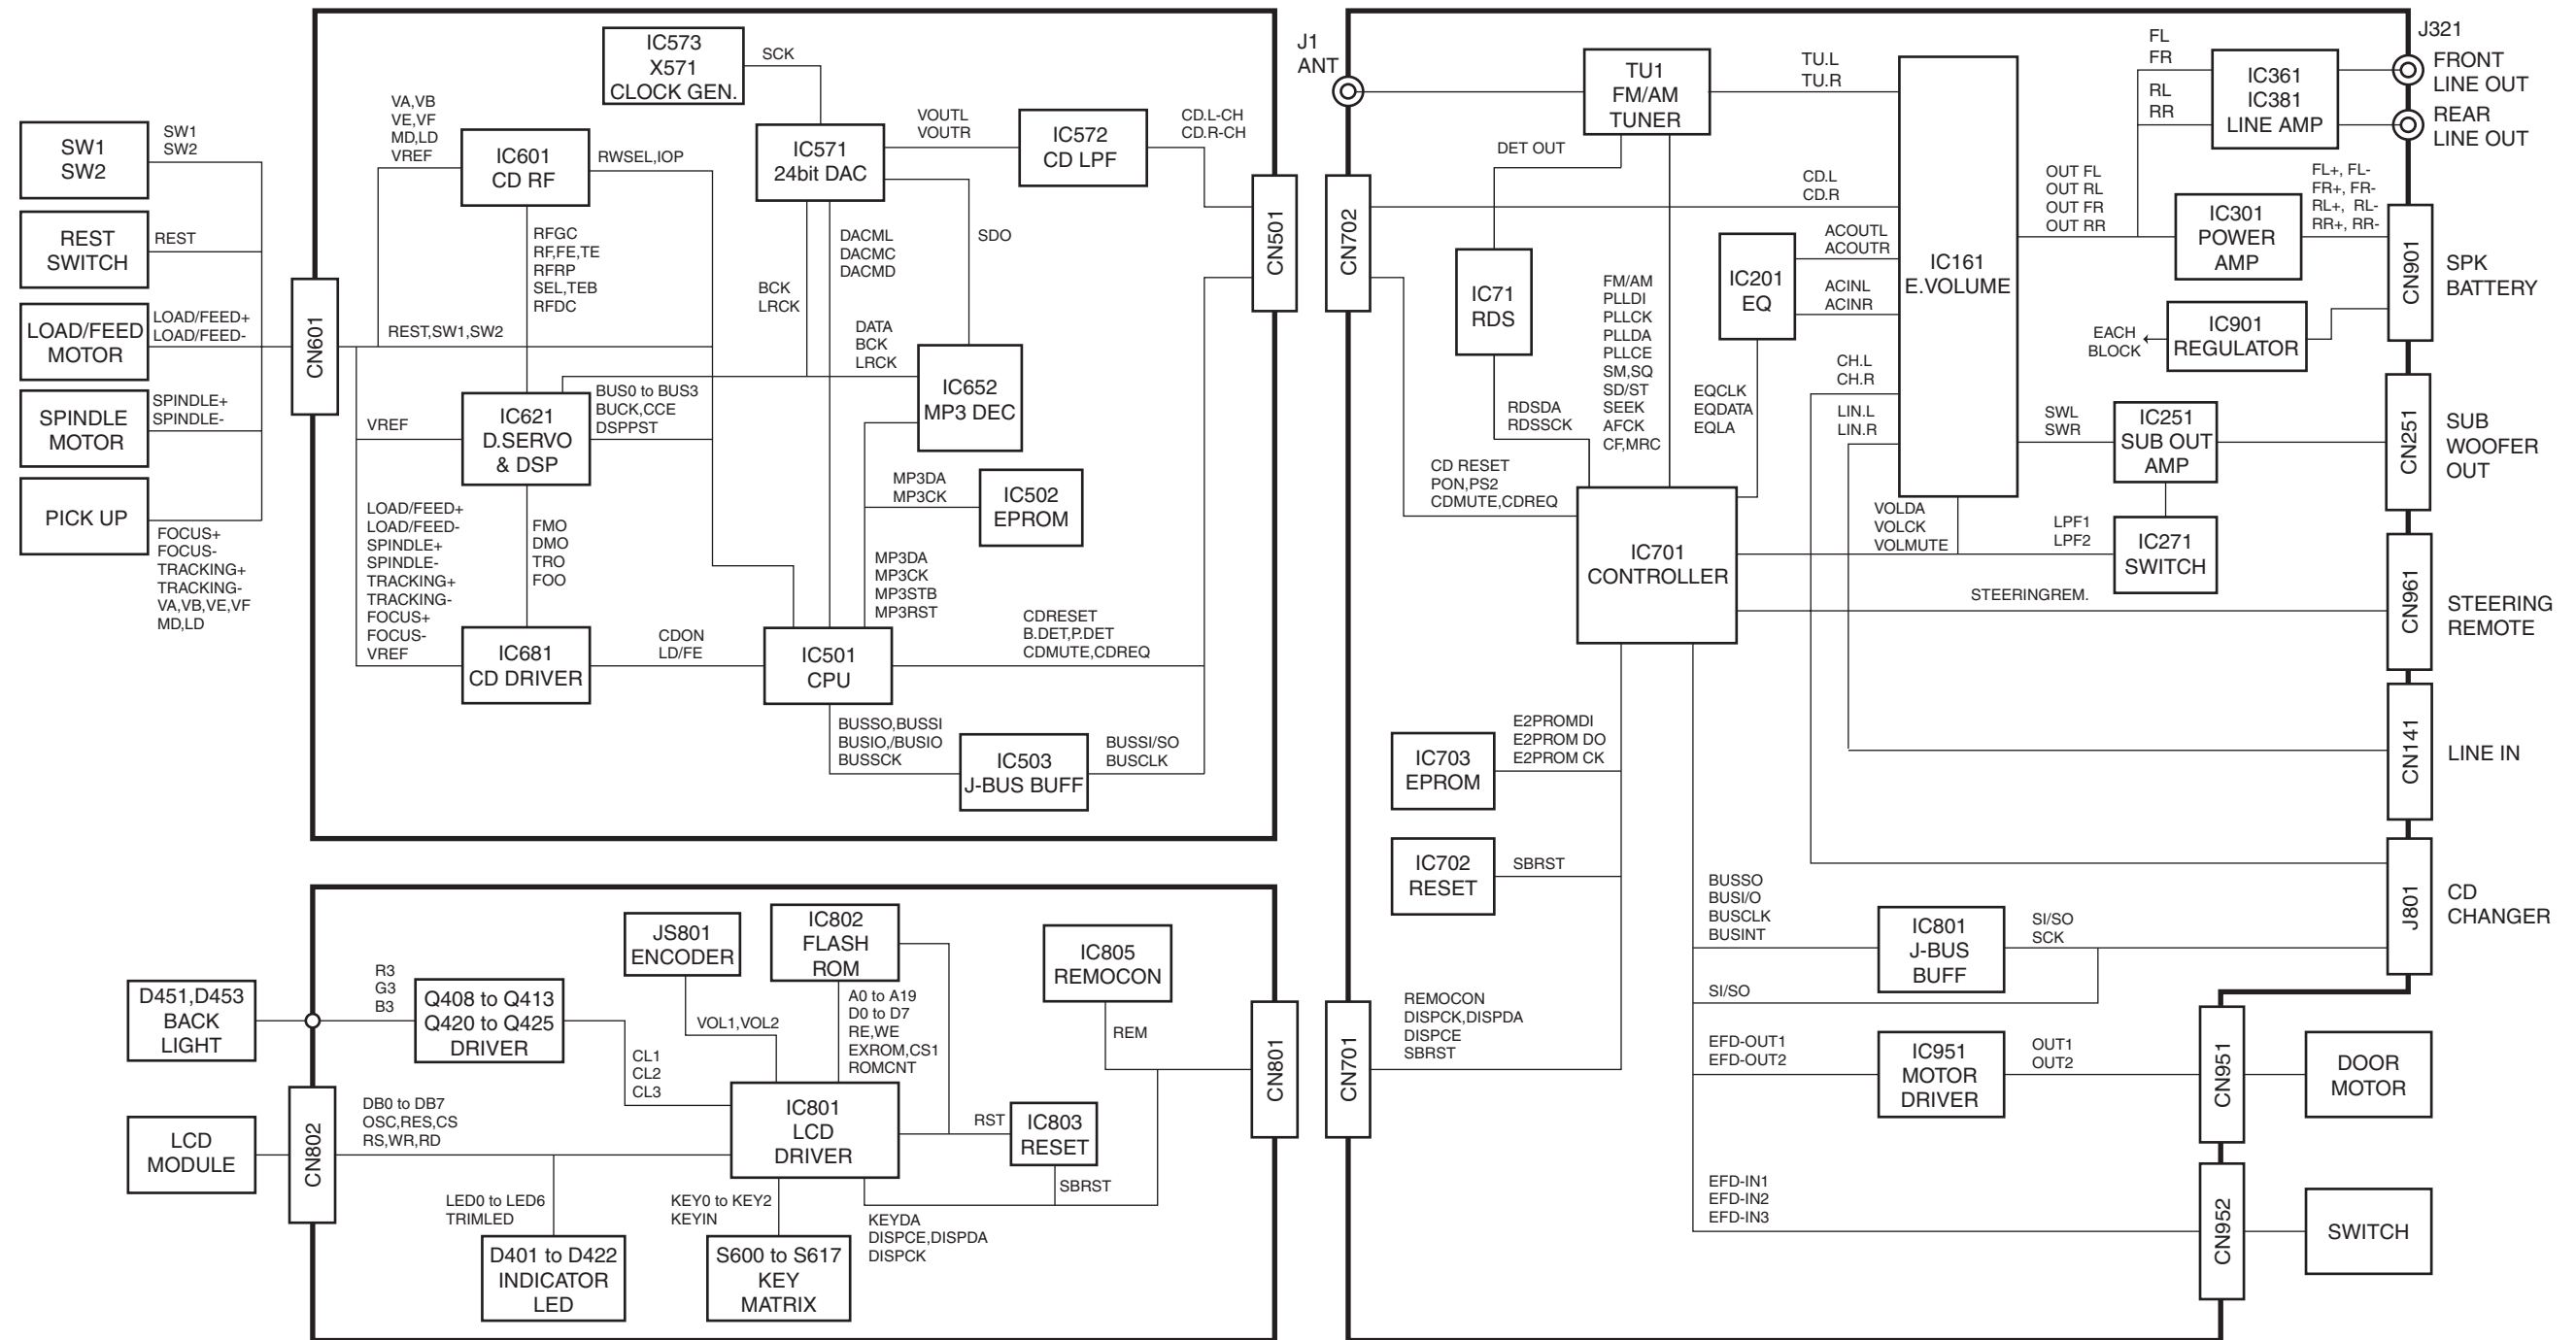 SW1
SW2
SW1
SW2
REST
SWITCH
REST
LOAD/FEED
MOTOR
LOAD/FEED+
LOAD/FEED-
SPINDLE
MOTOR
SPINDLE+
SPINDLE-
PICK UP
FOCUS+
FOCUS-
TRACKING+
TRACKING-
VA,VB,VE,VF
MD,LD
CN601
IC573
X571
CLOCK GEN.
SCK
VA,VB
VE,VF
MD,LD
VREF
IC601
CD RF
RWSEL,IOP
IC571
24bit DAC
VOUTL
VOUTR
IC572
CD LPF
CD.L-CH
CD.R-CH
CN501
RFGC
RF,FE,TE
RFRP
SEL,TEB
RFDC
DACML
DACMC
DACMD
SDO
BCK
LRCK
REST,SW1,SW2
DATA
BCK
LRCK
IC652
MP3 DEC
IC621
D.SERVO
& DSP
BUS0 to BUS3
BUCK,CCE
DSPPST
VREF
MP3DA
MP3CK
IC502
EPROM
LOAD/FEED+
LOAD/FEED-
SPINDLE+
SPINDLE-
TRACKING+
TRACKING-
FOCUS+
FOCUS-
VREF
FMO
DMO
TRO
FOO
MP3DA
MP3CK
MP3STB
MP3RST
IC681
CD DRIVER
CDON
LD/FE
IC501
CPU
CDRESET
B.DET,P.DET
CDMUTE,CDREQ
BUSSO,BUSSI
BUSIO,/BUSIO
BUSSCK
IC503
J-BUS BUFF
BUSSI/SO
BUSCLK
D451,D453
BACK
LIGHT
R3
G3
B3
Q408 to Q413
Q420 to Q425
DRIVER
JS801
ENCODER
VOL1,VOL2
IC802
FLASH
ROM
A0 to A19
D0 to D7
RE,WE
EXROM,CS1
ROMCNT
IC805
REMOCON
REM
CN801
CL1
CL2
CL3
LCD
MODULE
CN802
DB0 to DB7
OSC,RES,CS
RS,WR,RD
IC801
LCD
DRIVER
RST
IC803
RESET
SBRST
LED0 to LED6
TRIMLED
D401 to D422
INDICATOR
LED
KEY0 to KEY2
KEYIN
S600 to S617
KEY
MATRIX
KEYDA
DISPCE,DISPDA
DISPCK
J1
ANT
TU1
FM/AM
TUNER
TU.L
TU.R
DET OUT
CN702
CD.L
CD.R
IC71
RDS
RDSDA
RDSSCK
FM/AM
PLLDI
PLLCK
PLLDA
PLLCE
SM,SQ
SD/ST
SEEK
AFCK
CF,MRC
IC201
EQ
ACOUTL
ACOUTR
ACINL
ACINR
EQCLK
EQDATA
EQLA
IC161
E.VOLUME
CH.L
CH.R
LIN.L
LIN.R
OUT FL
OUT RL
OUT FR
OUT RR
FL
FR
RL
RR
IC361
IC381
LINE AMP
J321
FRONT
LINE OUT
REAR
LINE OUT
IC301
POWER
AMP
FL+, FL-
FR+, FR-
RL+, RL-
RR+, RR-
CN901
SPK
BATTERY
IC901
REGULATOR
EACH
BLOCK
SWL
SWR
IC251
SUB OUT
AMP
CN251
SUB
WOOFER
OUT
CD RESET
PON,PS2
CDMUTE,CDREQ
IC701
CONTROLLER
VOLDA
VOLCK
VOLMUTE
LPF1
LPF2
IC271
SWITCH
STEERINGREM.
CN961
STEERING
REMOTE
CN141
LINE IN
IC703
EPROM
E2PROMDI
E2PROM DO
E2PROM CK
IC702
RESET
SBRST
CN701
REMOCON
DISPCK,DISPDA
DISPCE
SBRST
BUSSO
BUSI/O
BUSCLK
BUSINT
IC801
J-BUS
BUFF
SI/SO
SCK
J801
CD
CHANGER
SI/SO
EFD-OUT1
EFD-OUT2
IC951
MOTOR
DRIVER
OUT1
OUT2
CN951
DOOR
MOTOR
EFD-IN1
EFD-IN2
EFD-IN3
CN952
SWITCH